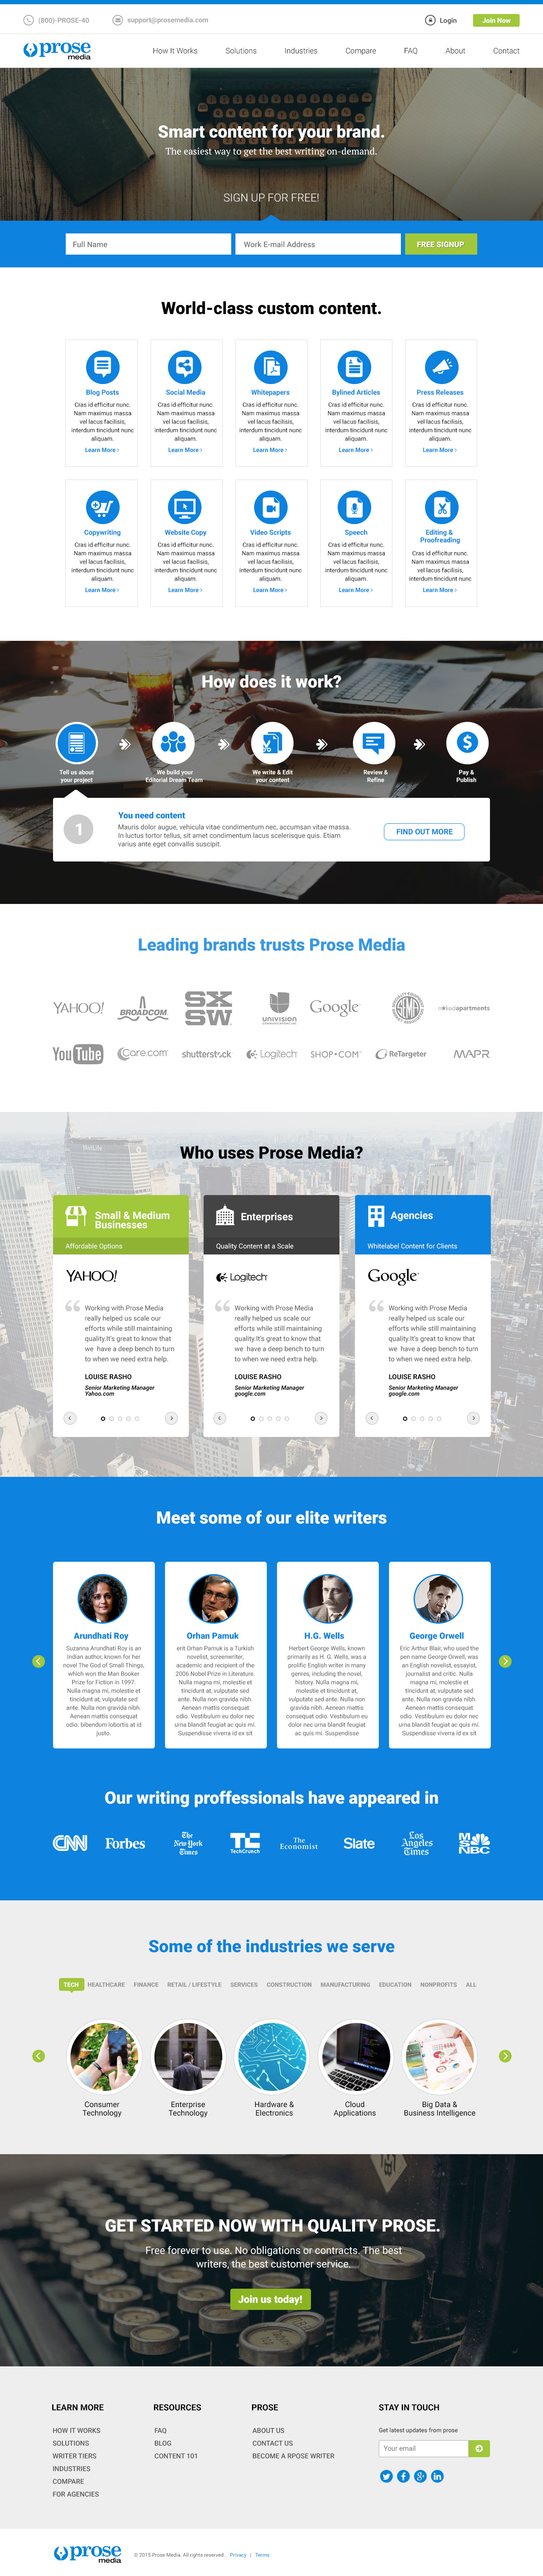 (800)-PROSE-40
support@prosemedia.com
Login
Join Now
prose
media
How It Works
Solutions
Industries
Compare
FAQ
About
Contact
Smart content for your brand.
The easiest way to get the best writing on-demand.
SIGN UP FOR FREE!
Full Name
Work E-mail Address
FREE SIGNUP
World-class custom content.
Blog Posts
Cras id efficitur nunc.
Nam maximus massa
vel lacus facilisis,
interdum tincidunt nunc
aliquam.
Learn More ›
Social Media
Cras id efficitur nunc.
Nam maximus massa
vel lacus facilisis,
interdum tincidunt nunc
aliquam.
Learn More ›
Whitepapers
Cras id efficitur nunc.
Nam maximus massa
vel lacus facilisis,
interdum tincidunt nunc
aliquam.
Learn More ›
Bylined Articles
Cras id efficitur nunc.
Nam maximus massa
vel lacus facilisis,
interdum tincidunt nunc
aliquam.
Learn More ›
Press Releases
Cras id efficitur nunc.
Nam maximus massa
vel lacus facilisis,
interdum tincidunt nunc
aliquam.
Learn More ›
Copywriting
Cras id efficitur nunc.
Nam maximus massa
vel lacus facilisis,
interdum tincidunt nunc
aliquam.
Learn More ›
Website Copy
Cras id efficitur nunc.
Nam maximus massa
vel lacus facilisis,
interdum tincidunt nunc
aliquam.
Learn More ›
Video Scripts
Cras id efficitur nunc.
Nam maximus massa
vel lacus facilisis,
interdum tincidunt nunc
aliquam.
Learn More ›
Speech
Cras id efficitur nunc.
Nam maximus massa
vel lacus facilisis,
interdum tincidunt nunc
aliquam.
Learn More ›
Editing &
Proofreading
Cras id efficitur nunc.
Nam maximus massa
vel lacus facilisis,
interdum tincidunt nunc
Learn More ›
How does it work?
Tell us about
your project
We build your
Editorial Dream Team
We write & Edit
your content
Review &
Refine
Pay &
Publish
1
You need content
Mauris dolor augue, vehicula vitae condimentum nec, accumsan vitae massa.
In luctus tortor tellus, sit amet condimentum lacus scelerisque quis. Etiam
varius ante eget convallis suscipit.
FIND OUT MORE
Leading brands trusts Prose Media
YAHOO!
BROADCOM.
SX
SW.
UNIVISION
Google
nakedapartments
YouTube
Care.com
shutterstock
Logitech
SHOP•COM
ReTargeter
MAPR.
MetLife
Who uses Prose Media?
Small & Medium
Businesses
Affordable Options
YAHOO!
Working with Prose Media
really helped us scale our
efforts while still maintaining
quality.It's great to know that
we have a deep bench to turn
to when we need extra help.
LOUISE RASHO
Senior Marketing Manager
Yahoo.com
Enterprises
Quality Content at a Scale
Logitech
Working with Prose Media
really helped us scale our
efforts while still maintaining
quality.It's great to know that
we have a deep bench to turn
to when we need extra help.
LOUISE RASHO
Senior Marketing Manager
google.com
Agencies
Whitelabel Content for Clients
Google
Working with Prose Media
really helped us scale our
efforts while still maintaining
quality.It's great to know that
we have a deep bench to turn
to when we need extra help.
LOUISE RASHO
Senior Marketing Manager
google.com
Meet some of our elite writers
Arundhati Roy
Suzanna Arundhati Roy is an
Indian author, known for her
novel The God of Small Things,
which won the Man Booker
Prize for Fiction in 1997.
Nulla magna mi, molestie et
tincidunt at, vulputate sed
ante. Nulla non gravida nibh.
Aenean mattis consequat
odio. bibendum lobortis at id
justo.
Orhan Pamuk
erit Orhan Pamuk is a Turkish
novelist, screenwriter,
academic and recipient of the
2006 Nobel Prize in Literature.
Nulla magna mi, molestie et
tincidunt at, vulputate sed
ante. Nulla non gravida nibh.
Aenean mattis consequat
odio. Vestibulum eu dolor nec
urna blandit feugiat ac quis mi.
Suspendisse viverra id ex sit
H.G. Wells
Herbert George Wells, known
primarily as H. G. Wells, was a
prolific English writer in many
genres, including the novel,
history. Nulla magna mi,
molestie et tincidunt at,
vulputate sed ante. Nulla non
gravida nibh. Aenean mattis
consequat odio. Vestibulum eu
dolor nec urna blandit feugiat
ac quis mi. Suspendisse
George Orwell
Eric Arthur Blair, who used the
pen name George Orwell, was
an English novelist, essayist,
journalist and critic. Nulla
magna mi, molestie et
tincidunt at, vulputate sed
ante. Nulla non gravida nibh.
Aenean mattis consequat
odio. Vestibulum eu dolor nec
urna blandit feugiat ac quis mi.
Suspendisse viverra id ex sit
Our writing proffessionals have appeared in
CNN
Forbes
The
New York
Times
TC
TechCrunch
The
Economist
Slate
Los
Angeles
Times
MS
NBC
Some of the industries we serve
TECH
HEALTHCARE
FINANCE
RETAIL / LIFESTYLE
SERVICES
CONSTRUCTION
MANUFACTURING
EDUCATION
NONPROFITS
ALL
Consumer
Technology
Enterprise
Technology
Hardware &
Electronics
Cloud
Applications
Big Data &
Business Intelligence
GET STARTED NOW WITH QUALITY PROSE.
Free forever to use. No obligations or contracts. The best
writers, the best customer service.
Join us today!
LEARN MORE
HOW IT WORKS
SOLUTIONS
WRITER TIERS
INDUSTRIES
COMPARE
FOR AGENCIES
RESOURCES
FAQ
BLOG
CONTENT 101
PROSE
ABOUT US
CONTACT US
BECOME A RPOSE WRITER
STAY IN TOUCH
Get latest updates from prose
Your email
prose
media
© 2015 Prose Media. All rights reserved.
Privacy | Terms